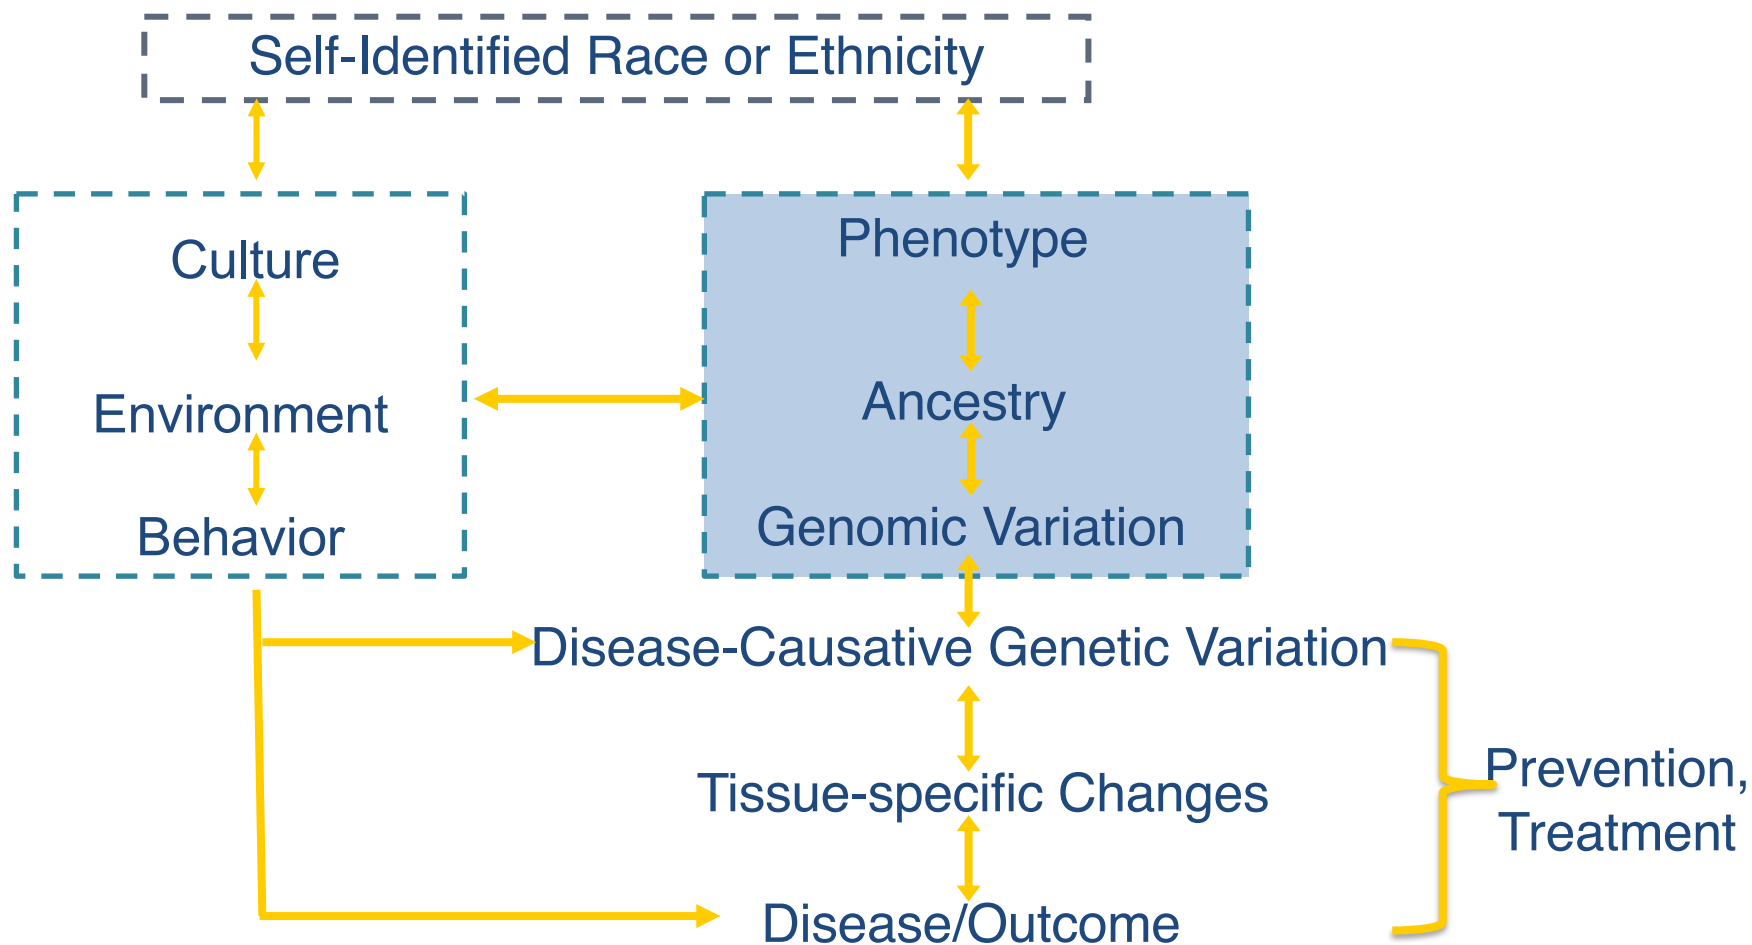 Self-Identified Race or Ethnicity
Culture
Environment
Behavior
Phenotype
Ancestry
Genomic Variation
Disease-Causative Genetic Variation
Tissue-specific Changes
Disease/Outcome
Prevention,
Treatment